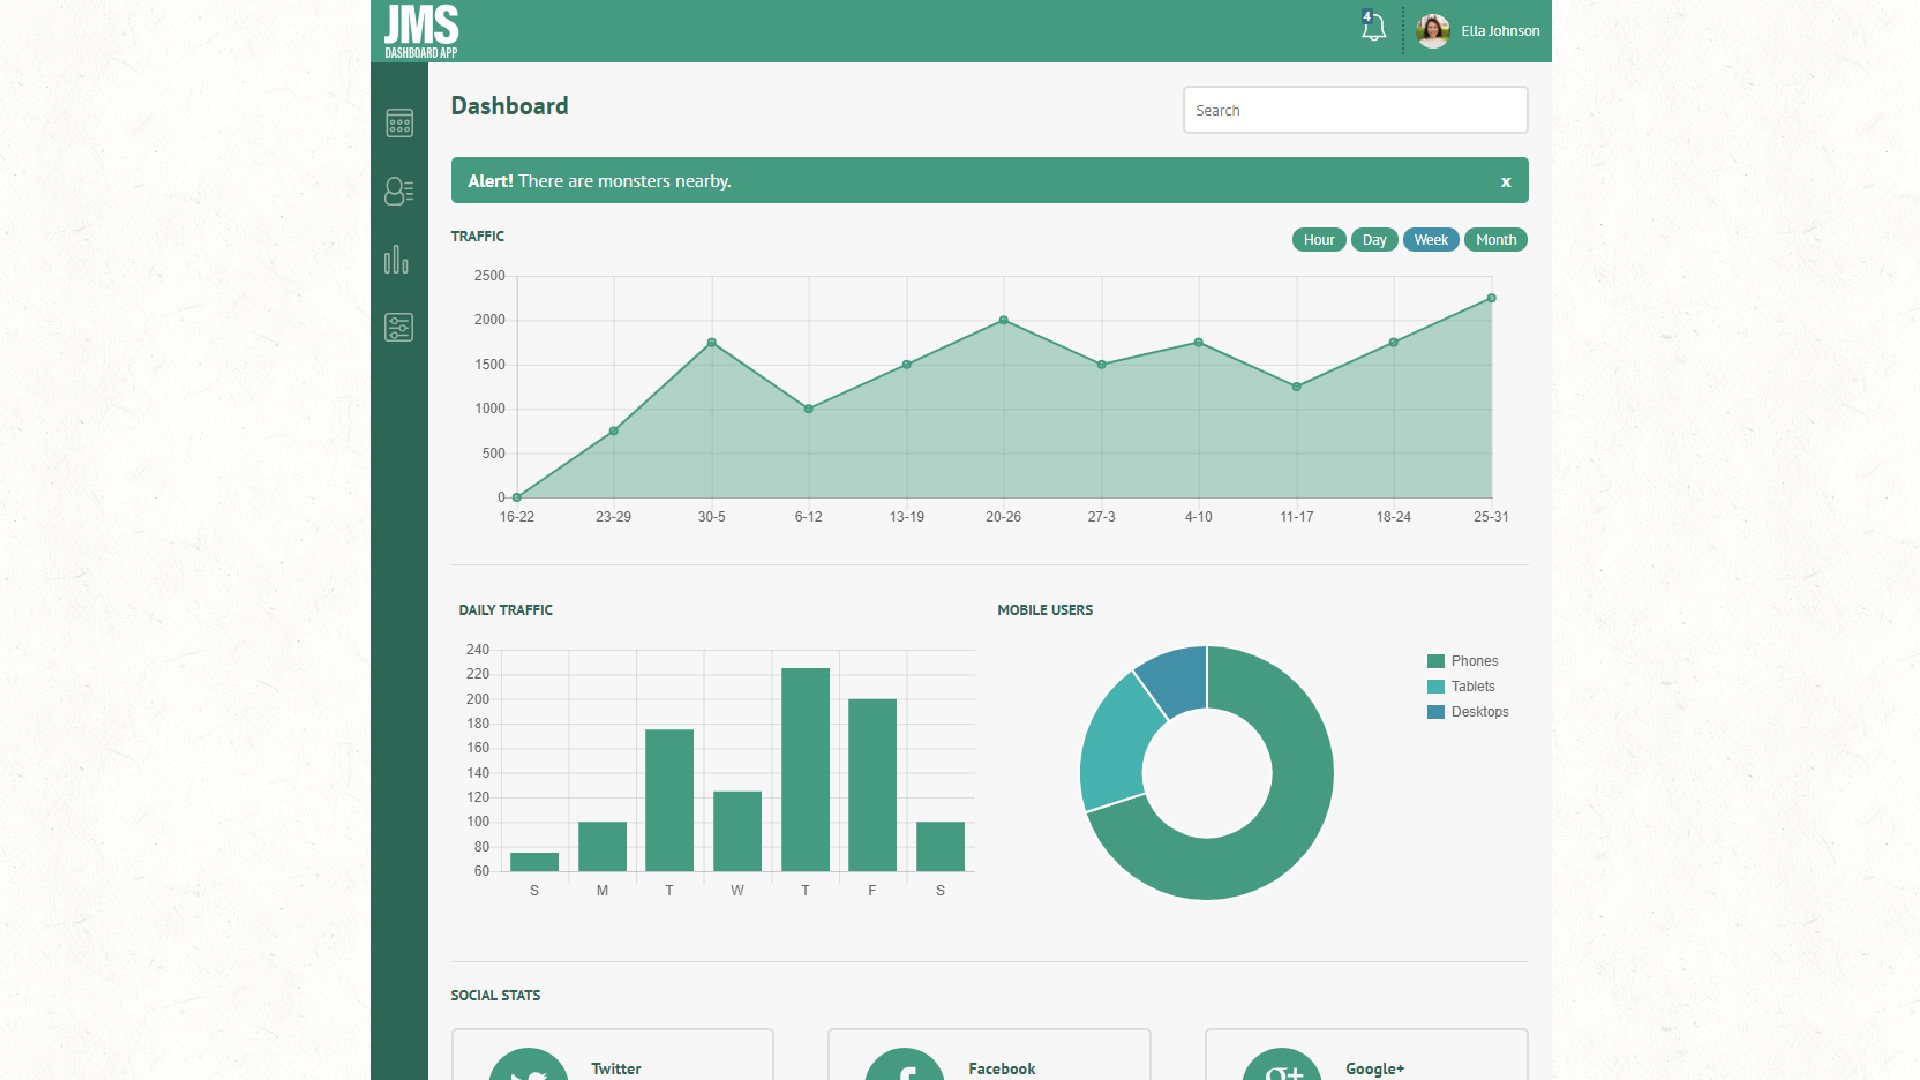 JMS
DASHBOARD APP
4
Ella Johnson
Dashboard
Search
Alert! There are monsters nearby.
x
TRAFFIC
Hour Day Week Month
2500
2000
1500
1000
500
0
16-22 23-29 30-5 6-12 13-19 20-26 27-3 4-10 11-17 18-24 25-31
DAILY TRAFFIC
240
220
200
180
160
140
120
100
80
60
S M T W T F S
MOBILE USERS
Phones
Tablets
Desktops
SOCIAL STATS
Twitter
Facebook
Google+